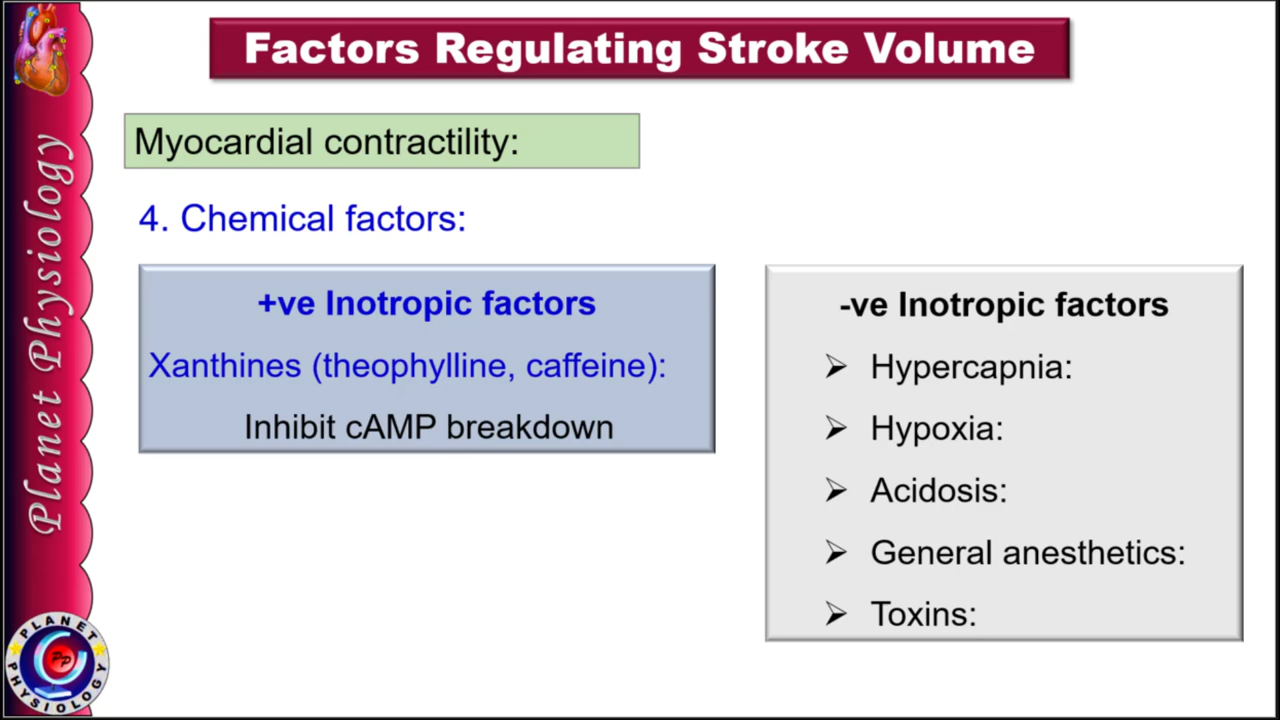 Factors Regulating Stroke Volume
Myocardial contractility:
4. Chemical factors:
+ve Inotropic factors
Xanthines (theophylline, caffeine):
Inhibit cAMP breakdown
-ve Inotropic factors
➢ Hypercapnia:
➢ Hypoxia:
➢ Acidosis:
➢ General anesthetics:
➢ Toxins:
Planet Physiology
PLANET
PHYSIOLOGY
PP